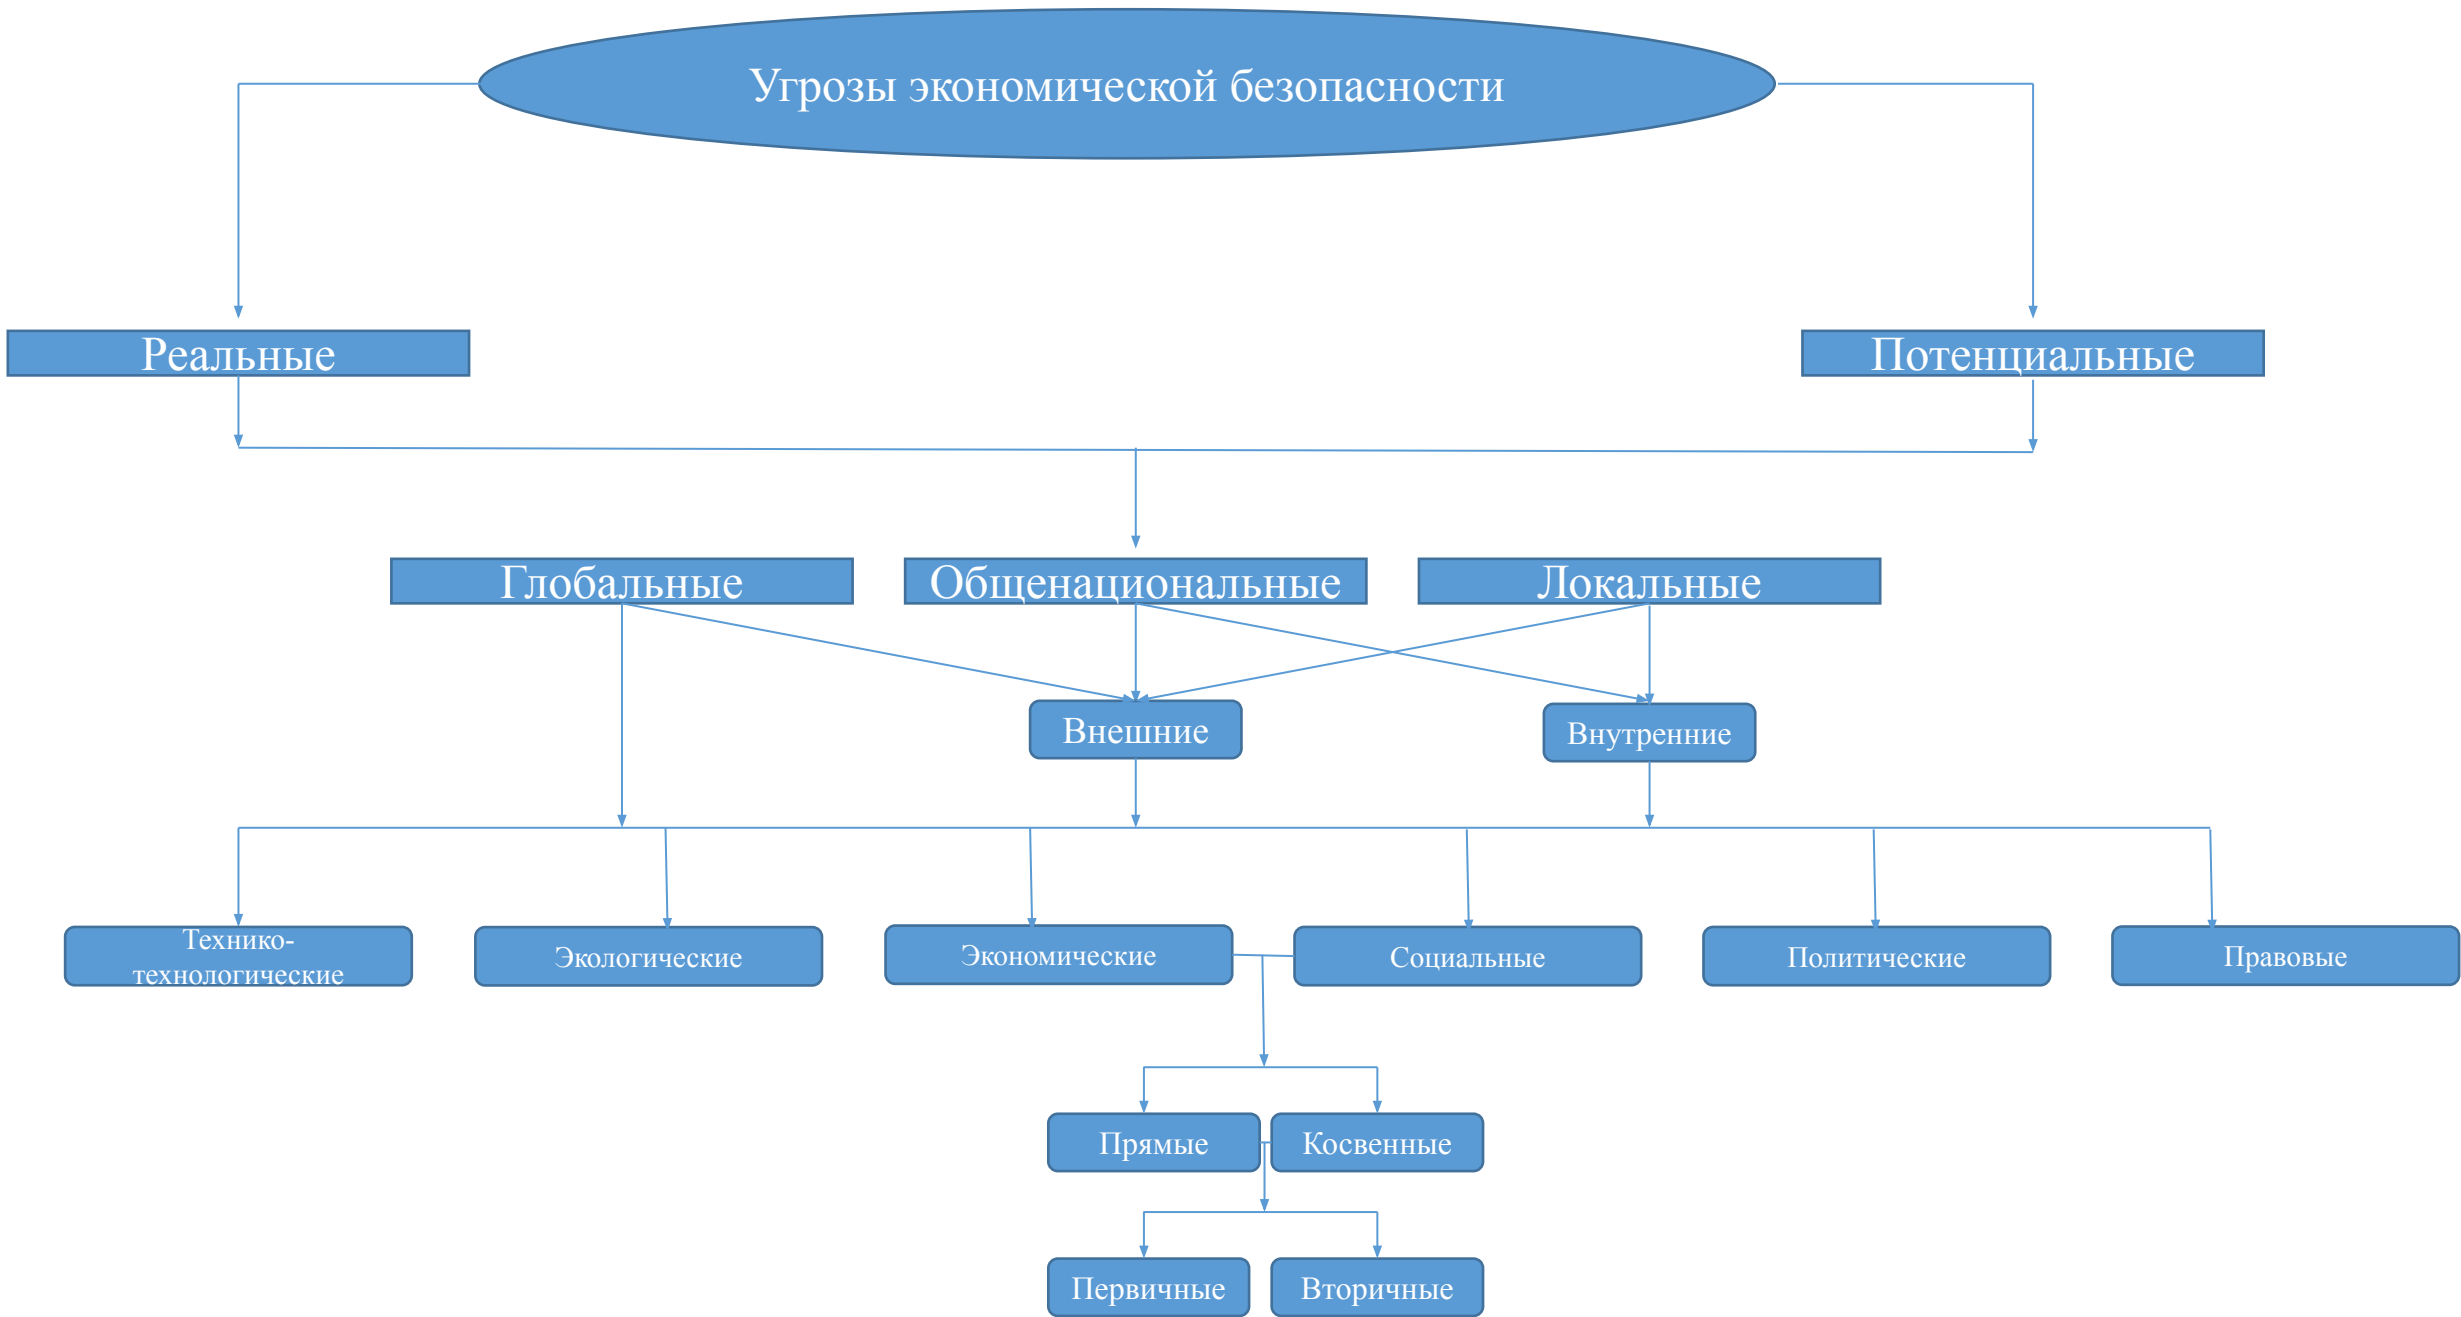 Угрозы экономической безопасности
Реальные
Потенциальные
Глобальные
Общенациональные
Локальные
Внешние
Внутренние
Технико-
технологические
Экологические
Экономические
Социальные
Политические
Правовые
Прямые
Косвенные
Первичные
Вторичные